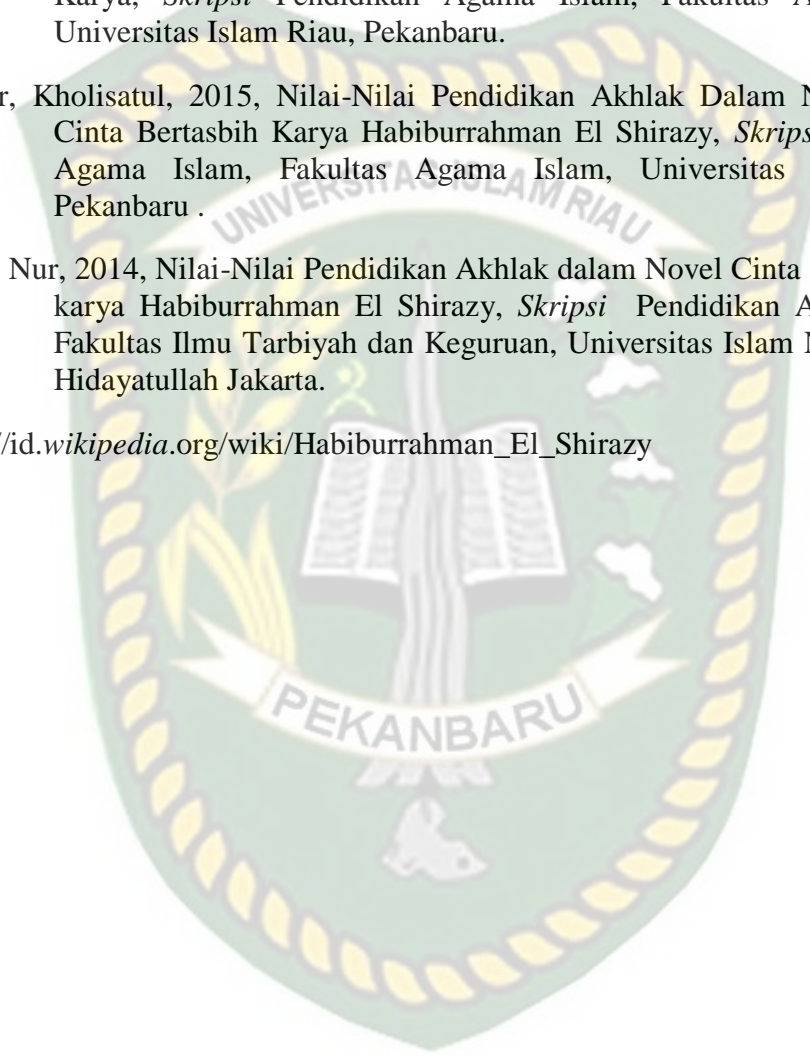 Karya, Skripsi Pendidikan Agama Islam, Fakultas A
Universitas Islam Riau, Pekanbaru.
r, Kholisatul, 2015, Nilai-Nilai Pendidikan Akhlak Dalam N
Cinta Bertasbih Karya Habiburrahman El Shirazy, Skrips
Agama Islam, Fakultas Agama Islam, Universitas
Pekanbaru .
Nur, 2014, Nilai-Nilai Pendidikan Akhlak dalam Novel Cinta
karya Habiburrahman El Shirazy, Skripsi Pendidikan A
Fakultas Ilmu Tarbiyah dan Keguruan, Universitas Islam N
Hidayatullah Jakarta.
//id.wikipedia.org/wiki/Habiburrahman_El_Shirazy
UNIVERSITAS ISLAM RIAU
PEKANBARU